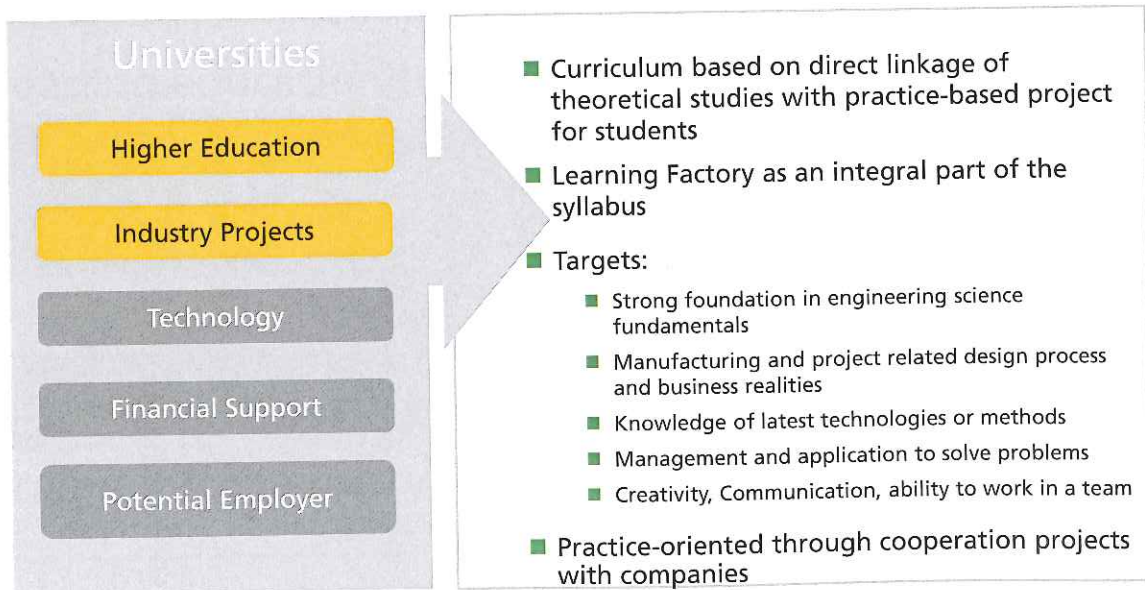 Universities
Higher Education
Industry Projects
Technology
Financial Support
Potential Employer
■ Curriculum based on direct linkage of
theoretical studies with practice-based project
for students
■ Learning Factory as an integral part of the
syllabus
■ Targets:
■ Strong foundation in engineering science
fundamentals
■ Manufacturing and project related design process
and business realities
■ Knowledge of latest technologies or methods
■ Management and application to solve problems
■ Creativity, Communication, ability to work in a team
■ Practice-oriented through cooperation projects
with companies